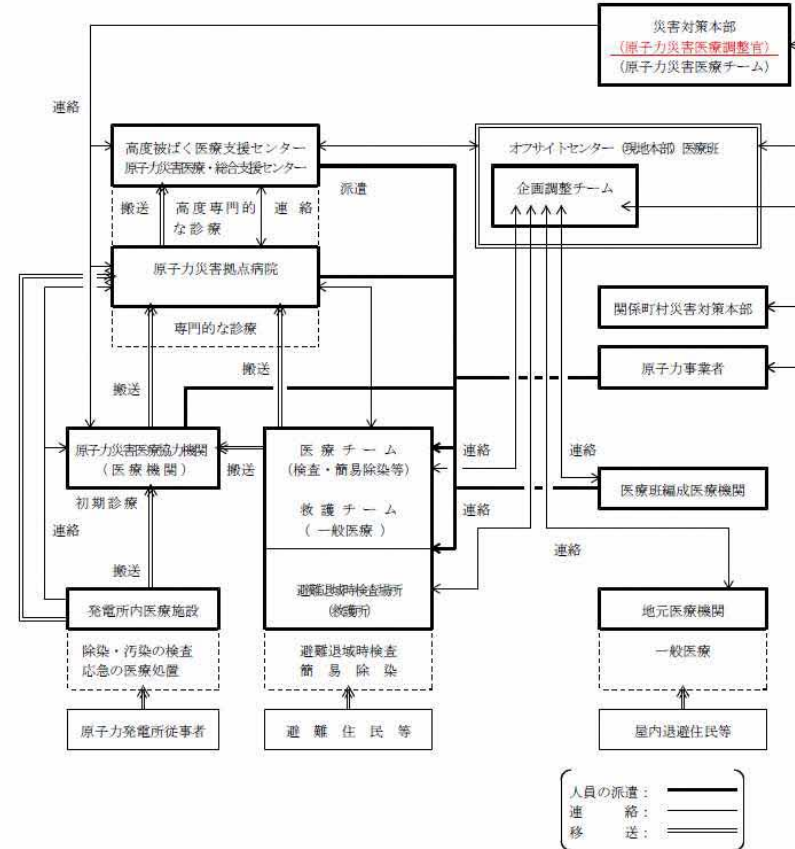 災害対策本部
(原子力災害医療調整官)
(原子力災害医療チーム)
連絡
高度被ばく医療支援センター
原子力災害医療・総合支援センター
オフサイトセンター(現地本部)医療班
企画調整チーム
搬送
高度専門的
な診療
連絡
派遣
原子力災害拠点病院
専門的な診療
関係町村災害対策本部
原子力事業者
搬送
搬送
原子力災害医療協力機関
(医療機関)
初期診療
搬送
医療チーム
(検査・簡易除染等)
救護チーム
(一般医療)
連絡
連絡
連絡
医療班編成医療機関
連絡
搬送
連絡
発電所内医療施設
避難退域時検査場所
(救護所)
地元医療機関
除染・汚染の検査
応急の医療処置
避難退域時検査
簡易除染
一般医療
原子力発電所従事者
避難住民等
屋内退避住民等
人員の派遣:
連絡:
移送: